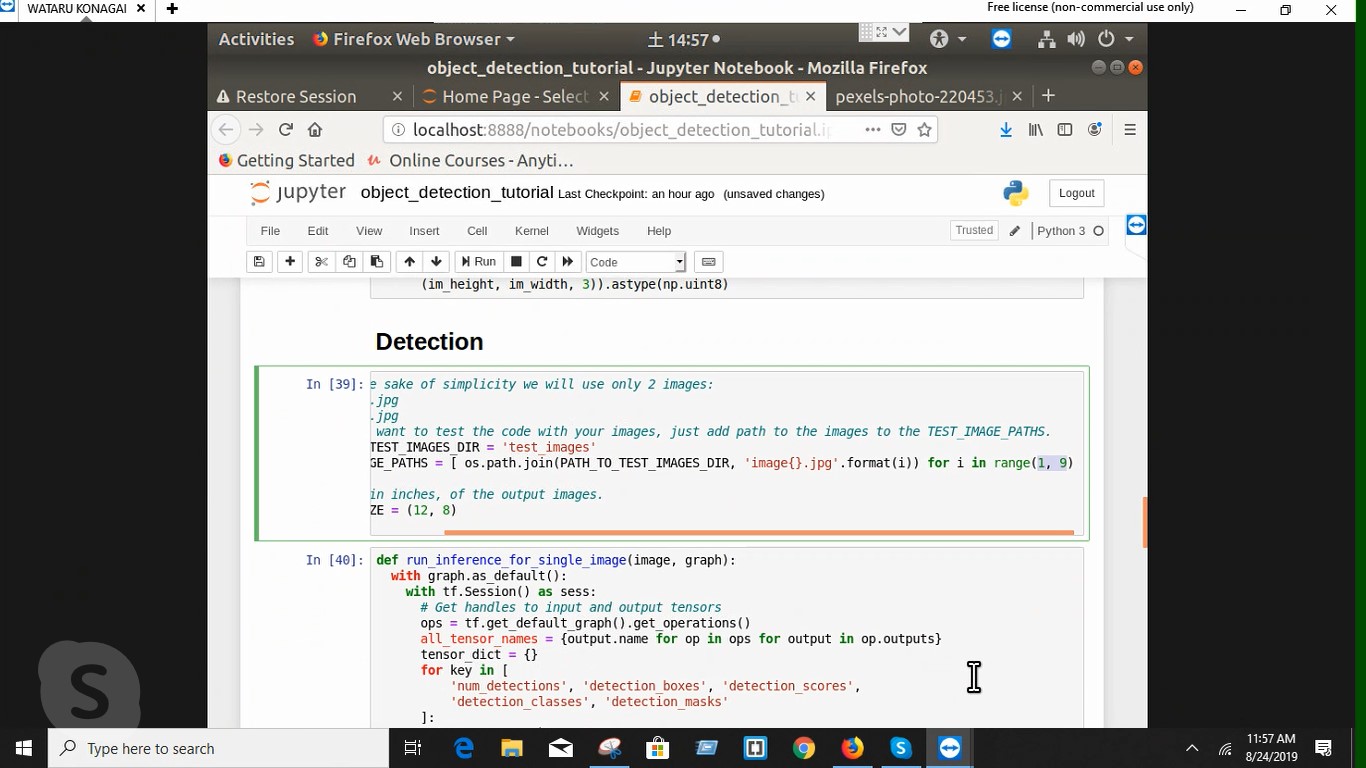 WATARU KONAGAI
Free license (non-commercial use only)
Activities
Firefox Web Browser
土 14:57
object_detection_tutorial - Jupyter Notebook - Mozilla Firefox
Restore Session
Home Page - Select
object_detection_t
pexels-photo-220453.j
localhost:8888/notebooks/object_detection_tutorial.ip
Getting Started
Online Courses - Anyti…
jupyter
object_detection_tutorial Last Checkpoint: an hour ago (unsaved changes)
Logout
File Edit View Insert Cell Kernel Widgets Help
Trusted
Python 3
Run
Code
(im_height, im_width, 3)).astype(np.uint8)
Detection
In [39]:
e sake of simplicity we will use only 2 images:
.jpg
.jpg
want to test the code with your images, just add path to the images to the TEST_IMAGE_PATHS.
TEST_IMAGES_DIR = 'test_images'
GE_PATHS = [ os.path.join(PATH_TO_TEST_IMAGES_DIR, 'image{}.jpg'.format(i)) for i in range(1, 9)
in inches, of the output images.
ZE = (12, 8)
In [40]:
def run_inference_for_single_image(image, graph):
with graph.as_default():
with tf.Session() as sess:
# Get handles to input and output tensors
ops = tf.get_default_graph().get_operations()
all_tensor_names = {output.name for op in ops for output in op.outputs}
tensor_dict = {}
for key in [
'num_detections', 'detection_boxes', 'detection_scores',
'detection_classes', 'detection_masks'
]:
S
Type here to search
11:57 AM
8/24/2019